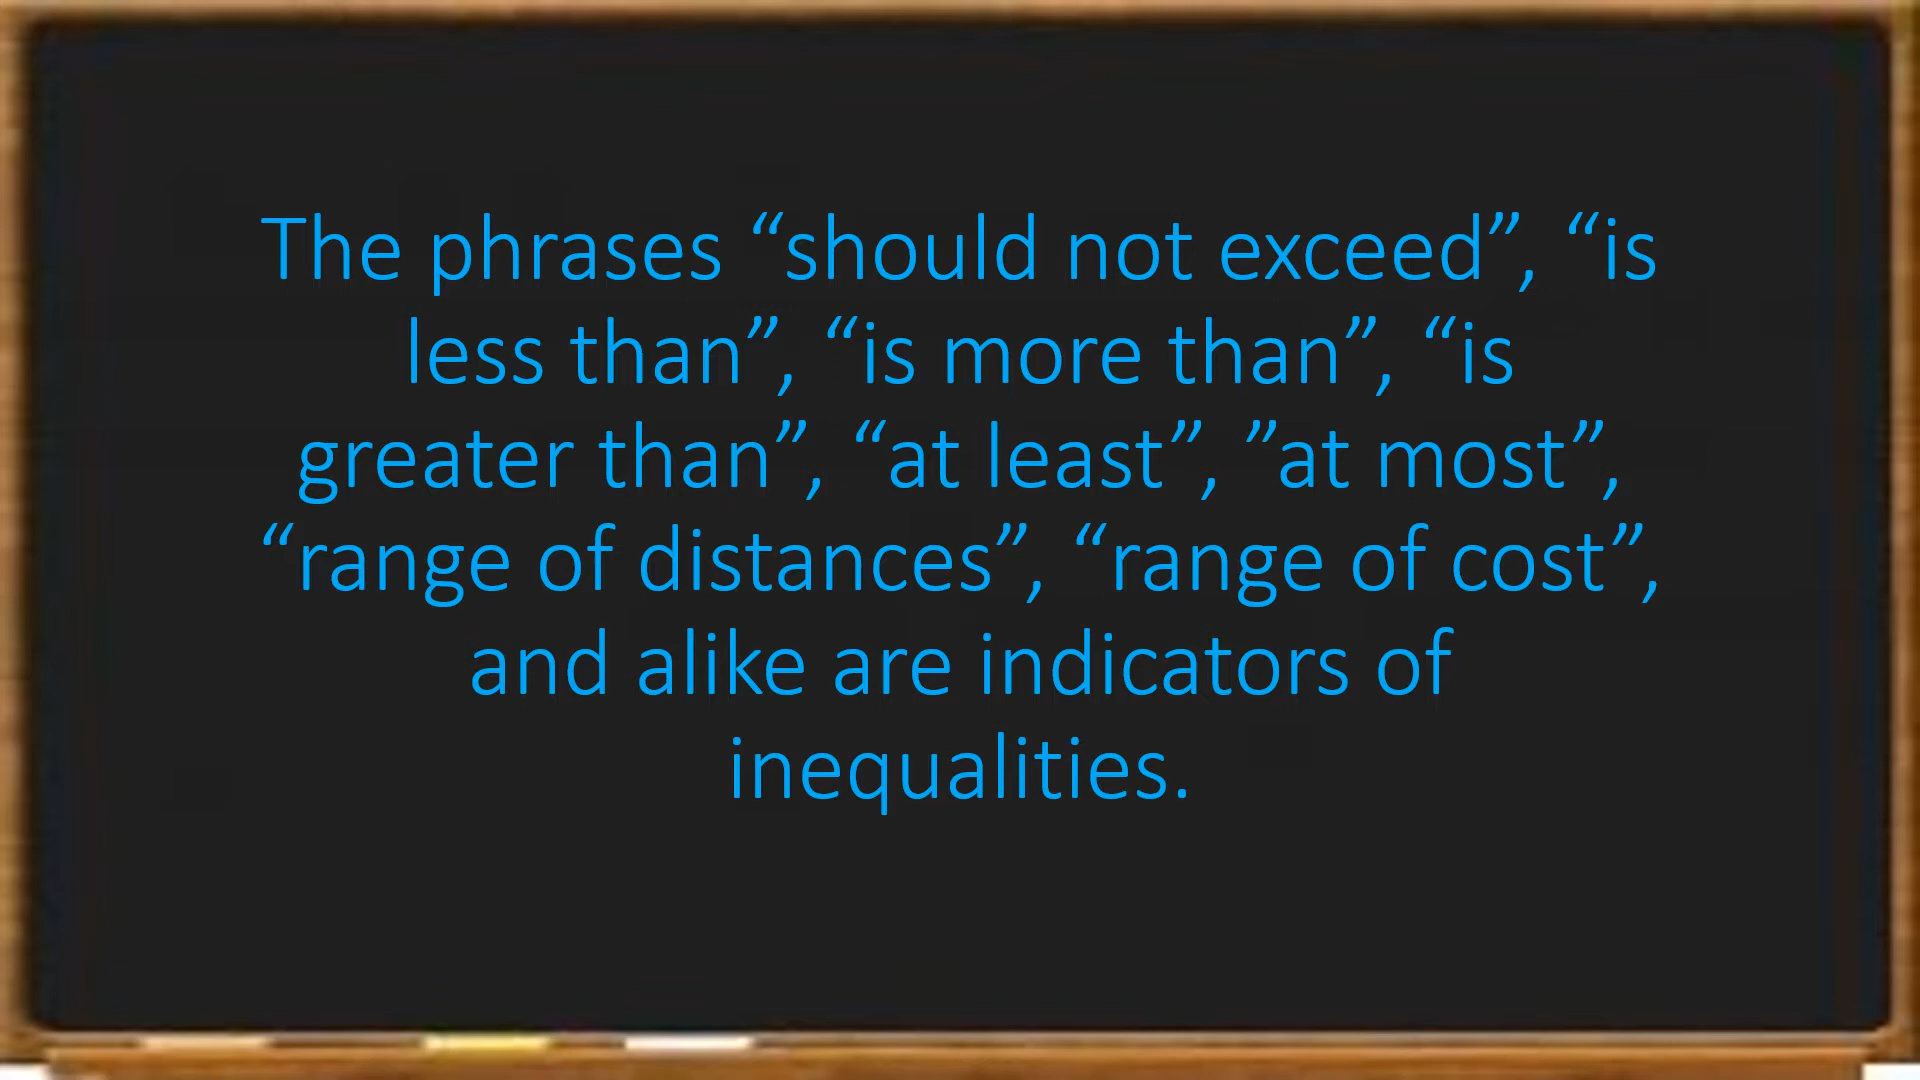 The phrases “should not exceed”, “is
less than”, “is more than”, “is
greater than”, “at least”, ”at most”,
“range of distances”, “range of cost”,
and alike are indicators of
inequalities.